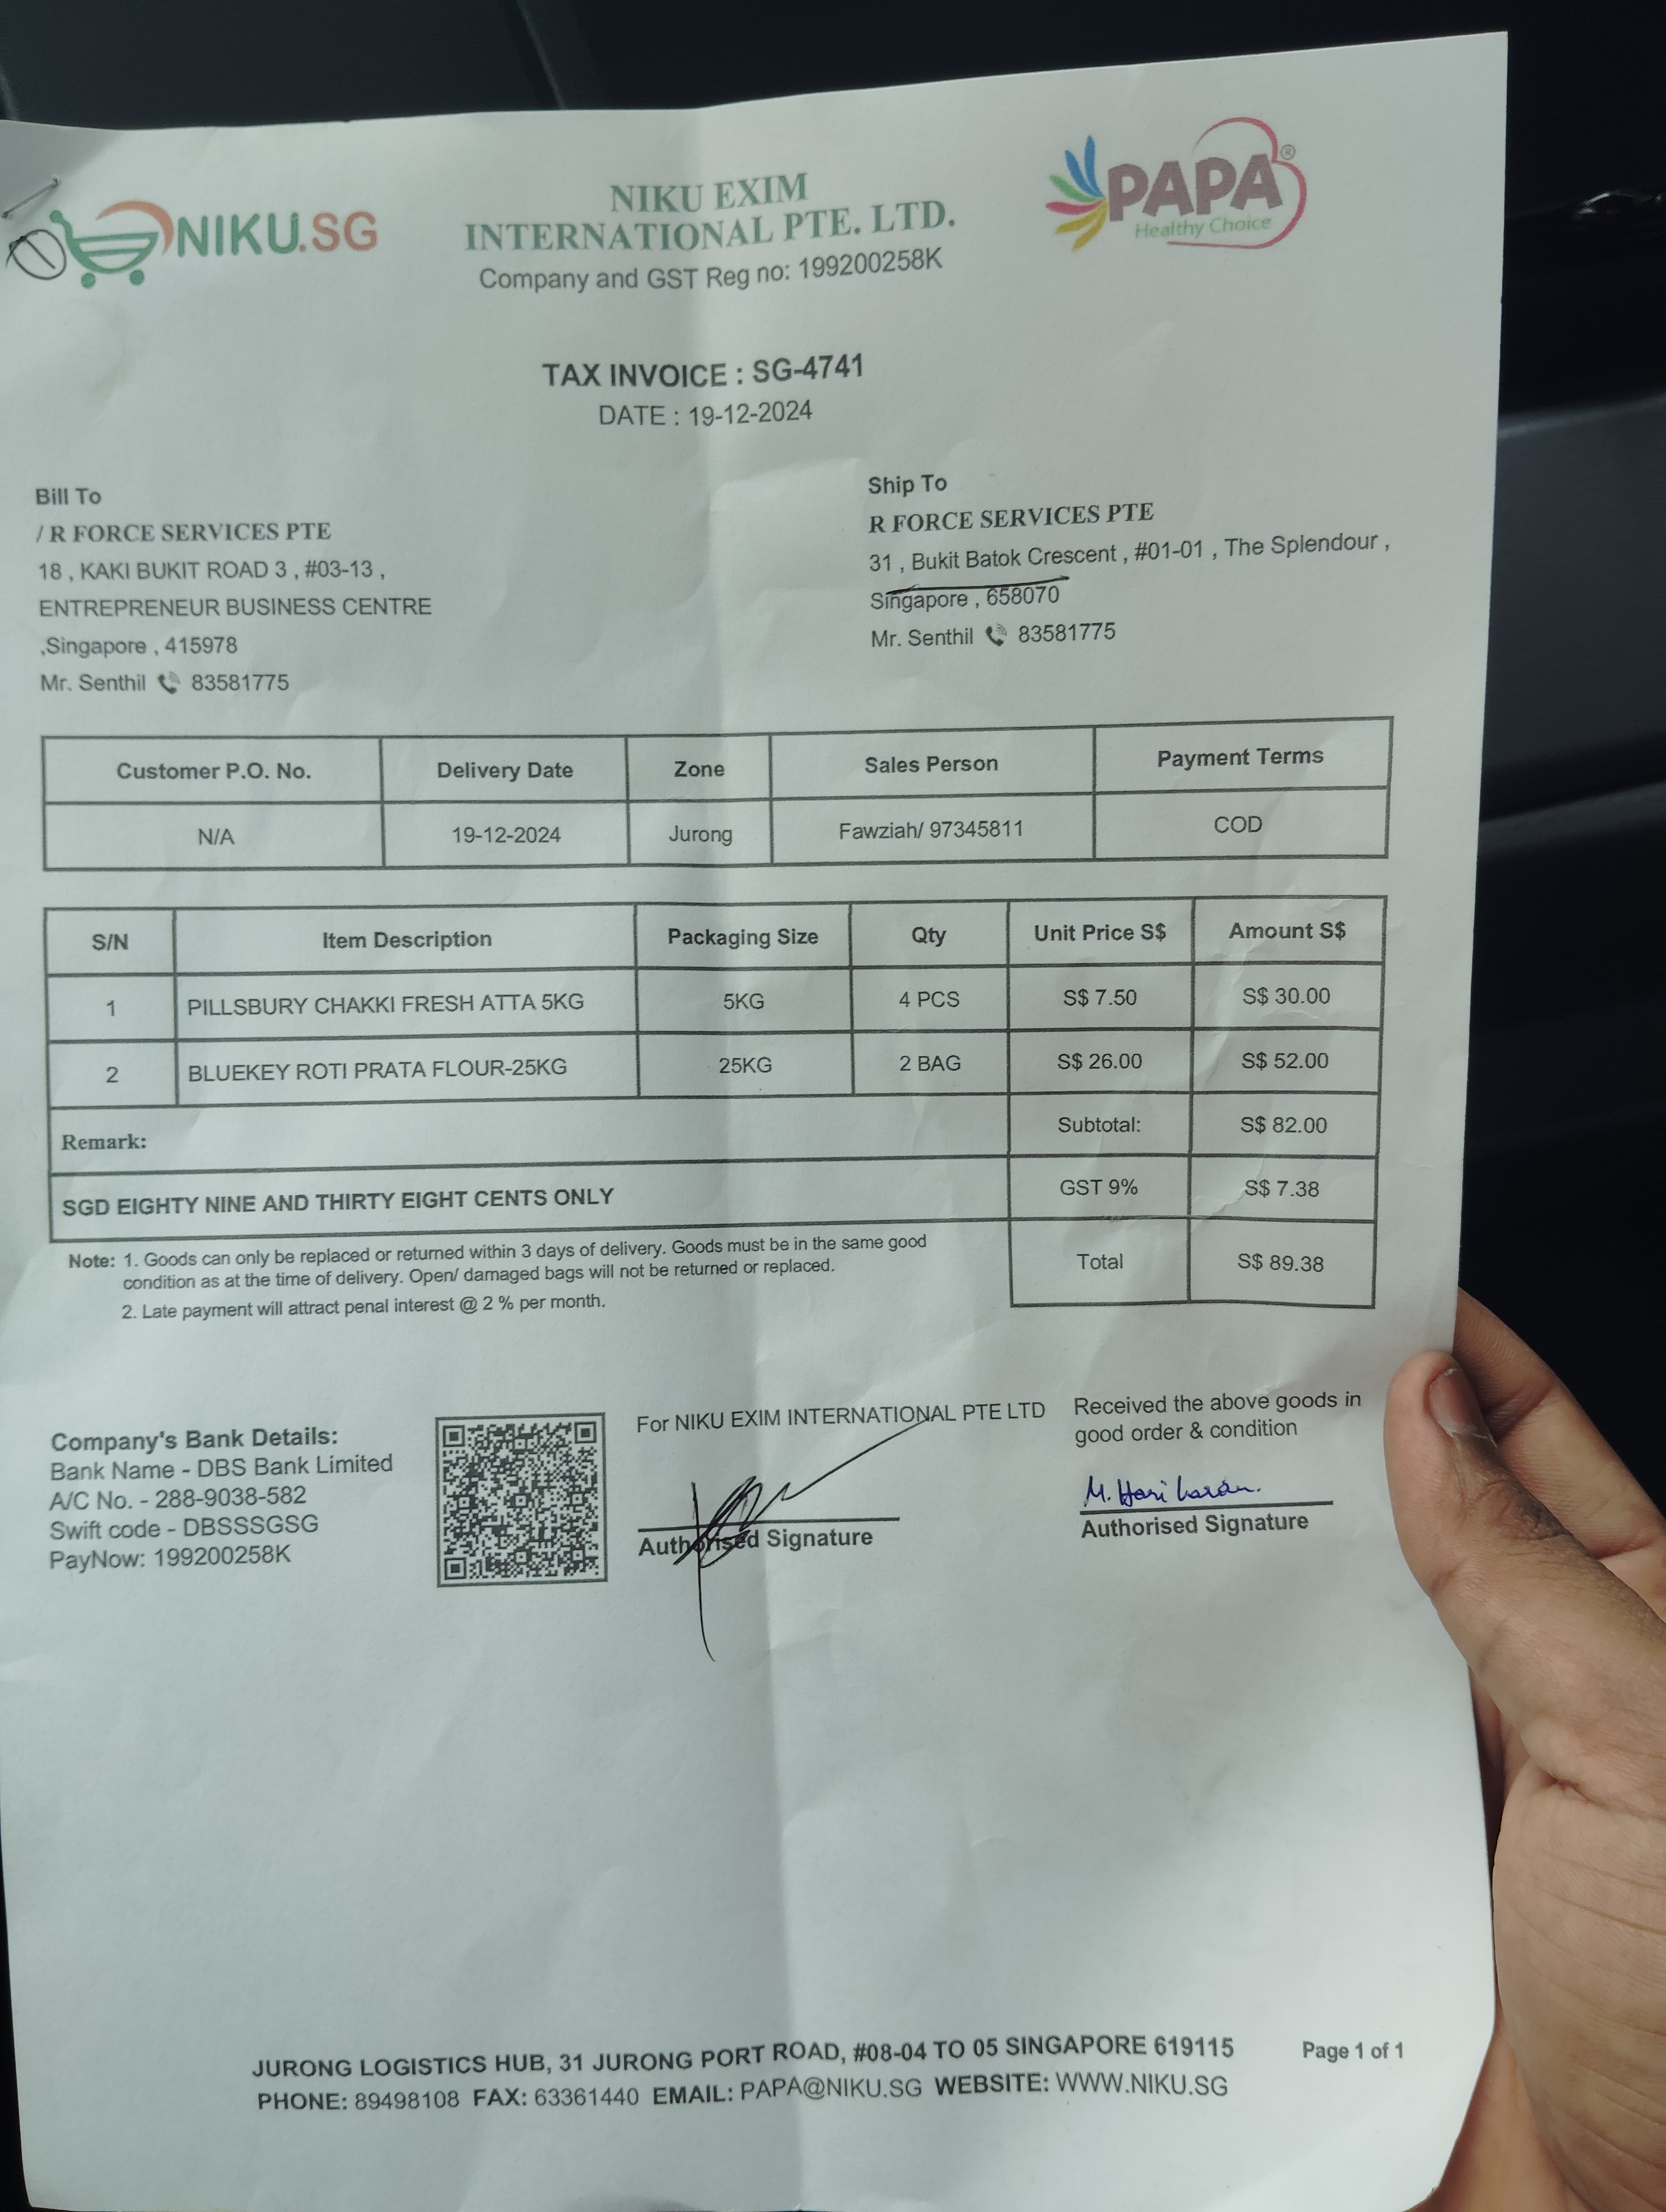 NIKU.SG
NIKU EXIM
INTERNATIONAL PTE. LTD.
Company and GST Reg no: 199200258K
PAPA®
Healthy Choice
TAX INVOICE : SG-4741
DATE : 19-12-2024
Bill To
/ R FORCE SERVICES PTE
18 , KAKI BUKIT ROAD 3 , #03-13 ,
ENTREPRENEUR BUSINESS CENTRE
,Singapore , 415978
Mr. Senthil 83581775
Ship To
R FORCE SERVICES PTE
31 , Bukit Batok Crescent , #01-01 , The Splendour ,
Singapore , 658070
Mr. Senthil 83581775
Customer P.O. No. Delivery Date Zone Sales Person Payment Terms
N/A 19-12-2024 Jurong Fawziah/ 97345811 COD
S/N Item Description Packaging Size Qty Unit Price S$ Amount S$
1 PILLSBURY CHAKKI FRESH ATTA 5KG 5KG 4 PCS S$ 7.50 S$ 30.00
2 BLUEKEY ROTI PRATA FLOUR-25KG 25KG 2 BAG S$ 26.00 S$ 52.00
Remark: Subtotal: S$ 82.00
SGD EIGHTY NINE AND THIRTY EIGHT CENTS ONLY GST 9% S$ 7.38
Total S$ 89.38
Note: 1. Goods can only be replaced or returned within 3 days of delivery. Goods must be in the same good
condition as at the time of delivery. Open/ damaged bags will not be returned or replaced.
2. Late payment will attract penal interest @ 2 % per month.
Company's Bank Details:
Bank Name - DBS Bank Limited
A/C No. - 288-9038-582
Swift code - DBSSSGSG
PayNow: 199200258K
For NIKU EXIM INTERNATIONAL PTE LTD
Authorised Signature
Received the above goods in
good order & condition
M. Hari haran.
Authorised Signature
JURONG LOGISTICS HUB, 31 JURONG PORT ROAD, #08-04 TO 05 SINGAPORE 619115
Page 1 of 1
PHONE: 89498108 FAX: 63361440 EMAIL: PAPA@NIKU.SG WEBSITE: WWW.NIKU.SG